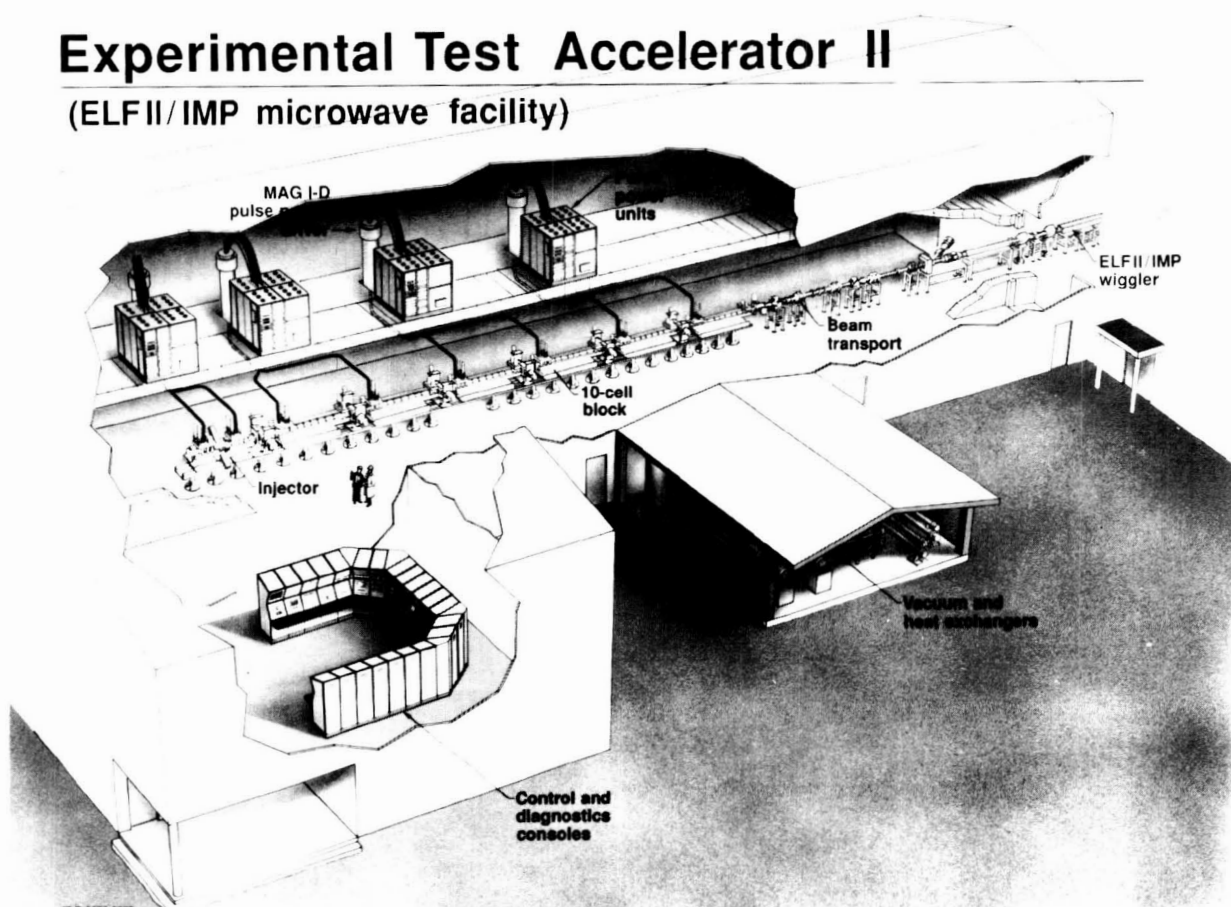 Experimental Test Accelerator II
(ELF II/IMP microwave facility)
MAG I-D
pulse
units
ELF II/IMP
wiggler
Beam
transport
10-cell
block
Injector
Vacuum and
heat exchangers
Control and
diagnostics
consoles